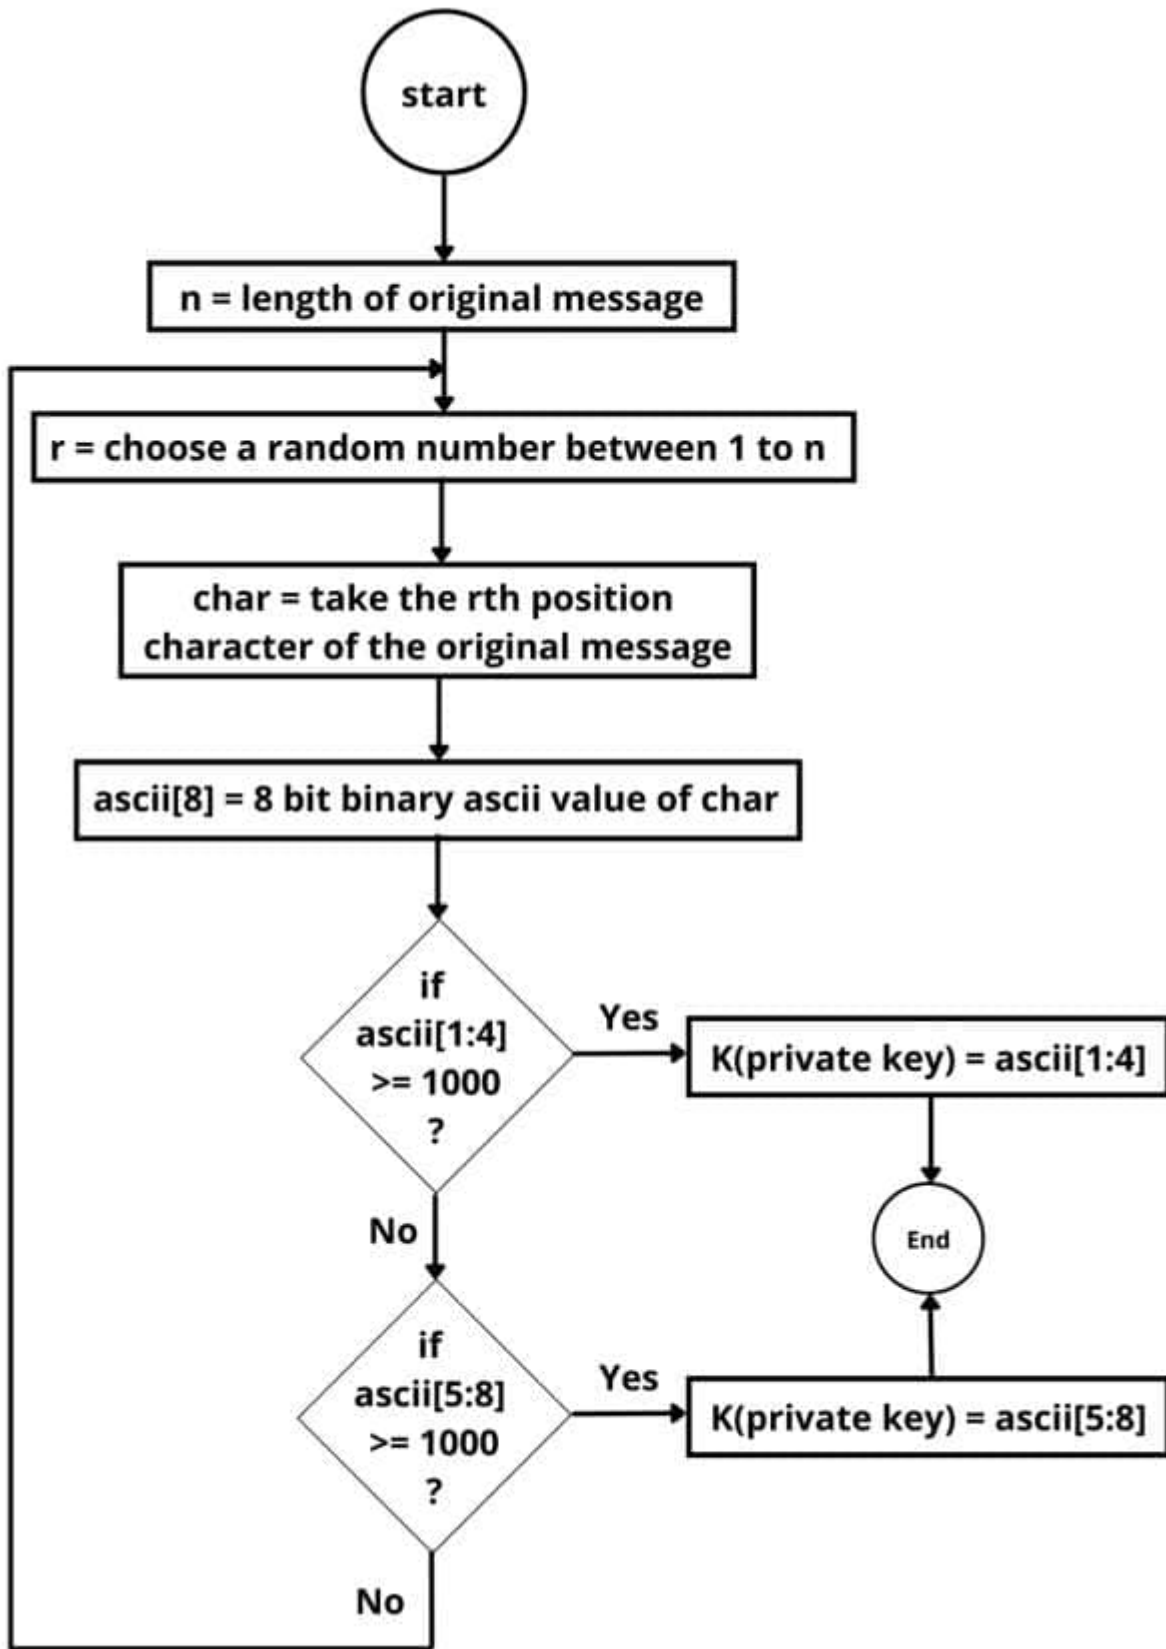 start
n = length of original message
r = choose a random number between 1 to n
char = take the rth position
character of the original message
ascii[8] = 8 bit binary ascii value of char
if
ascii[1:4]
>= 1000
?
Yes
K(private key) = ascii[1:4]
No
End
if
ascii[5:8]
>= 1000
?
Yes
K(private key) = ascii[5:8]
No